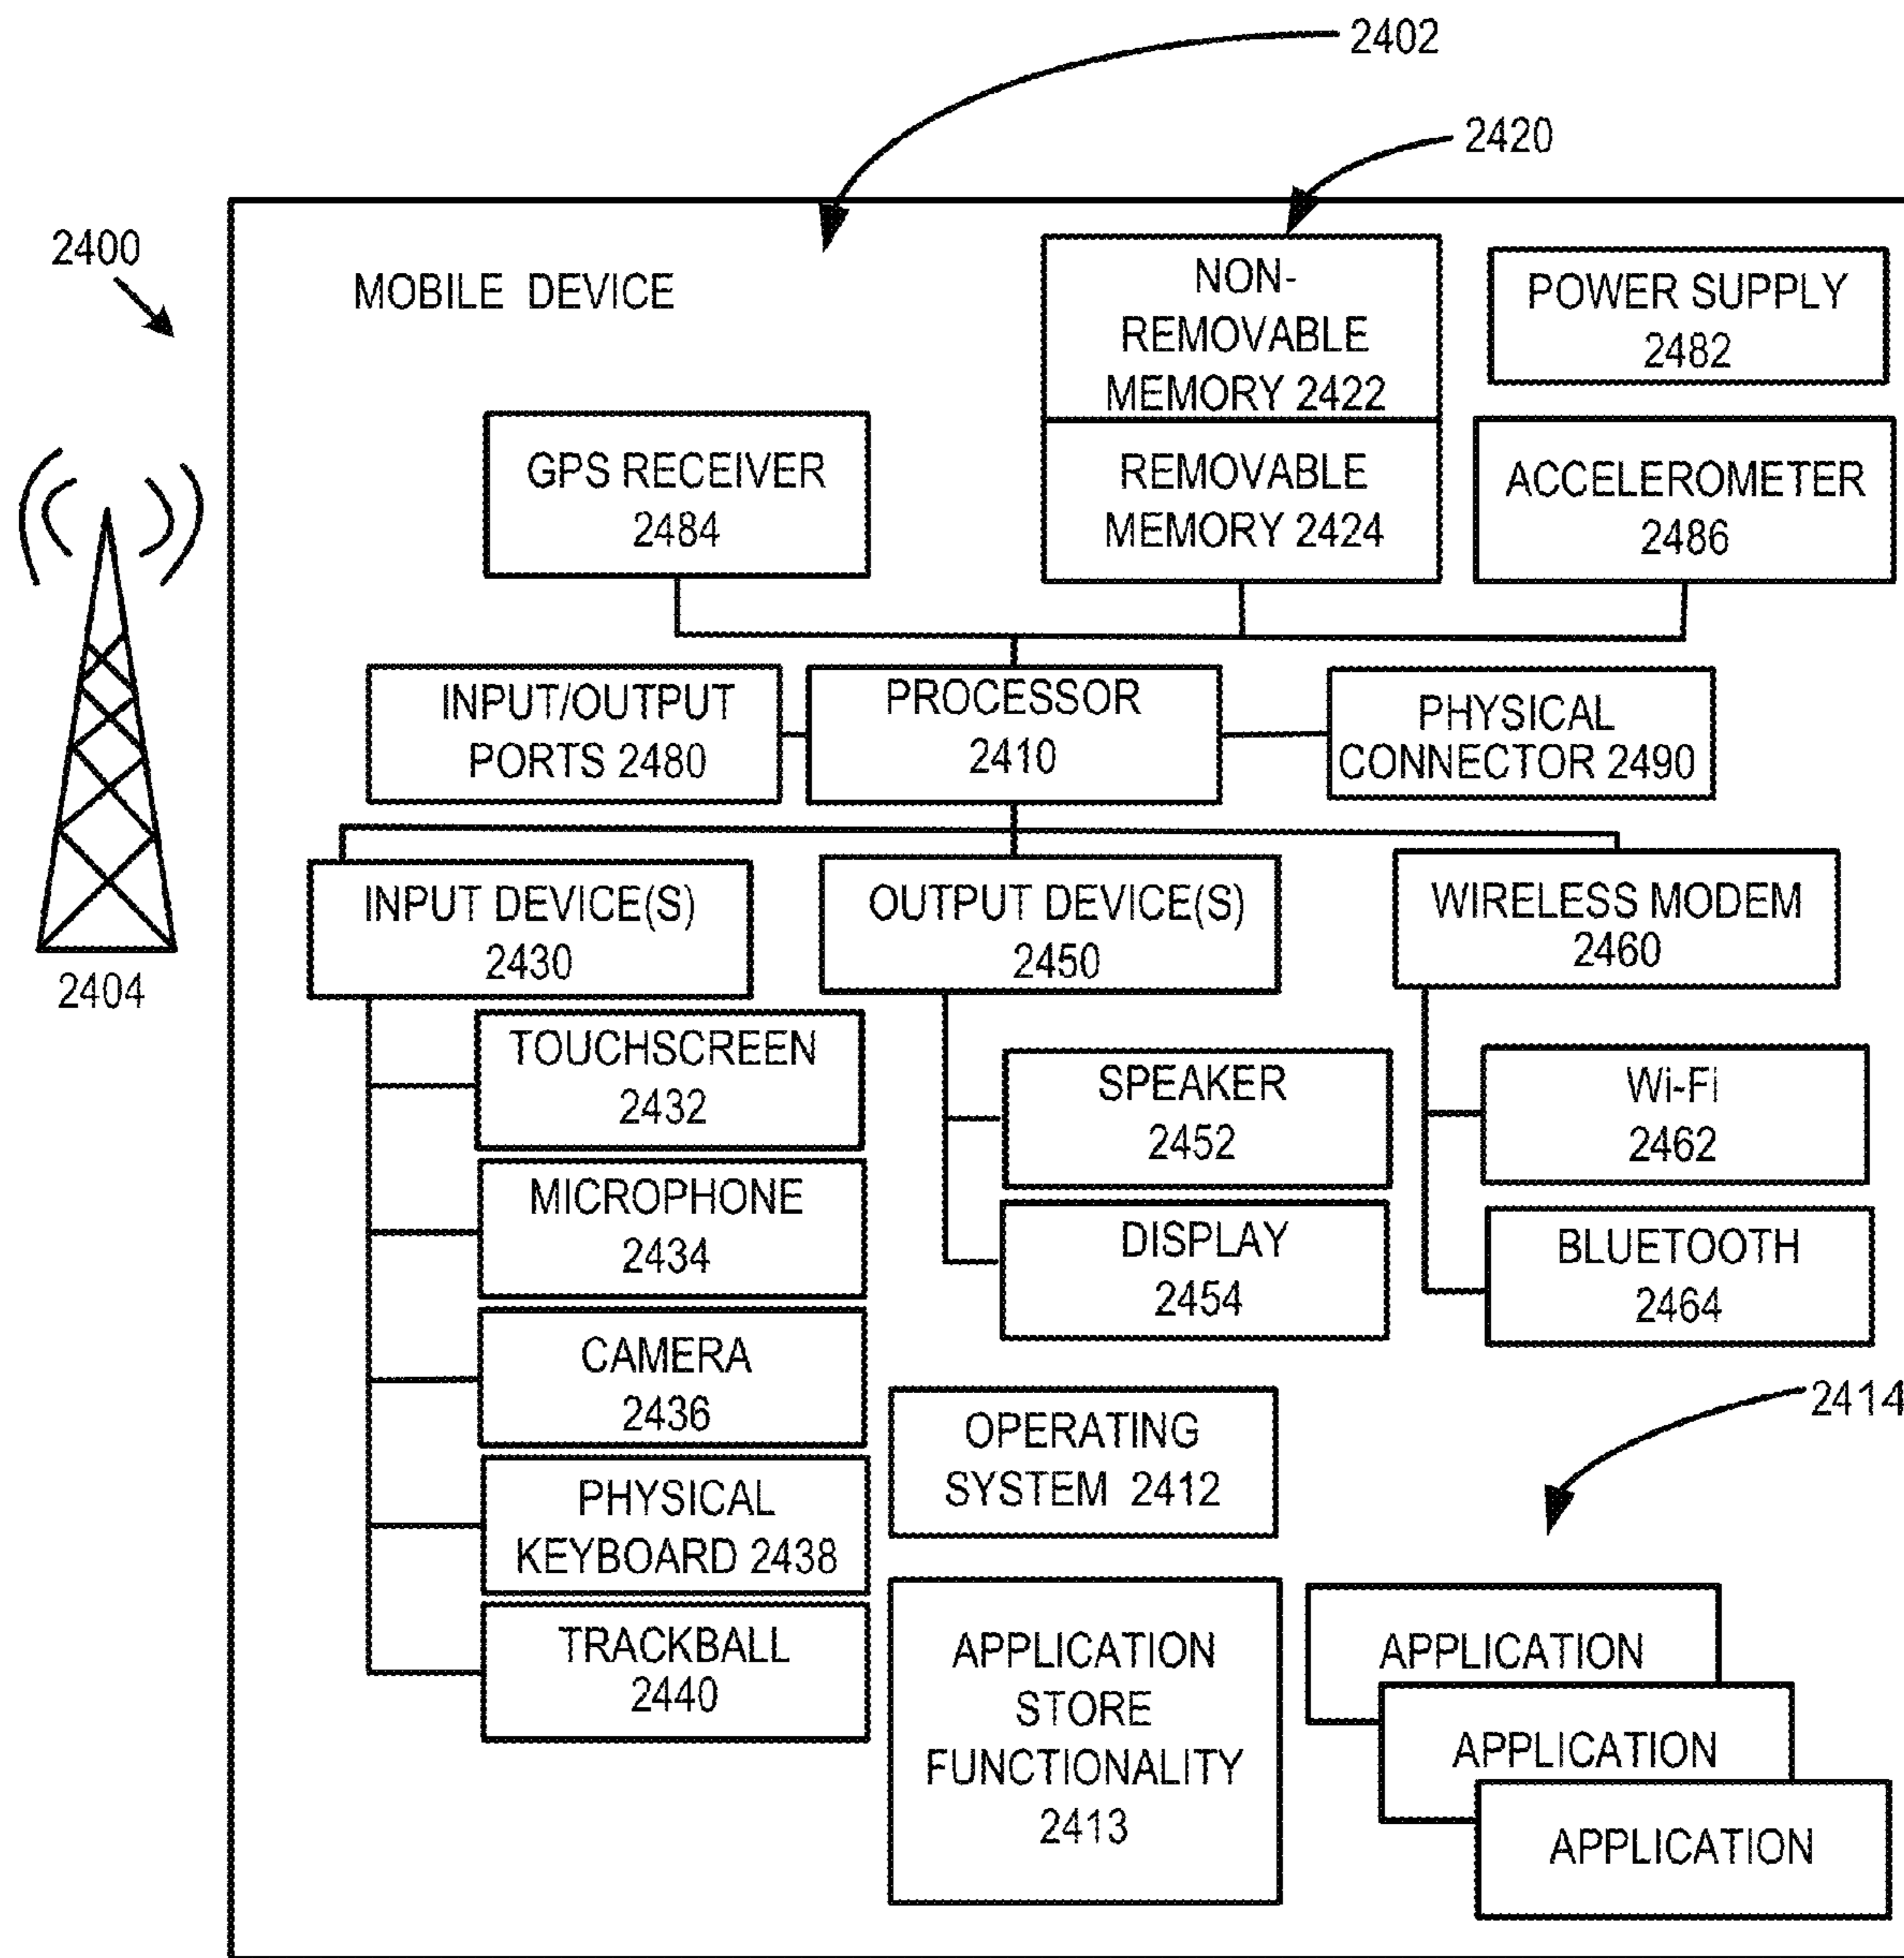 2402
2420
2400
MOBILE DEVICE
NON-
REMOVABLE
MEMORY 2422
POWER SUPPLY
2482
GPS RECEIVER
2484
REMOVABLE
MEMORY 2424
ACCELEROMETER
2486
INPUT/OUTPUT
PORTS 2480
PROCESSOR
2410
PHYSICAL
CONNECTOR 2490
INPUT DEVICE(S)
2430
OUTPUT DEVICE(S)
2450
WIRELESS MODEM
2460
2404
TOUCHSCREEN
2432
SPEAKER
2452
Wi-Fi
2462
MICROPHONE
2434
DISPLAY
2454
BLUETOOTH
2464
CAMERA
2436
OPERATING
SYSTEM 2412
2414
PHYSICAL
KEYBOARD 2438
TRACKBALL
2440
APPLICATION
STORE
FUNCTIONALITY
2413
APPLICATION
APPLICATION
APPLICATION